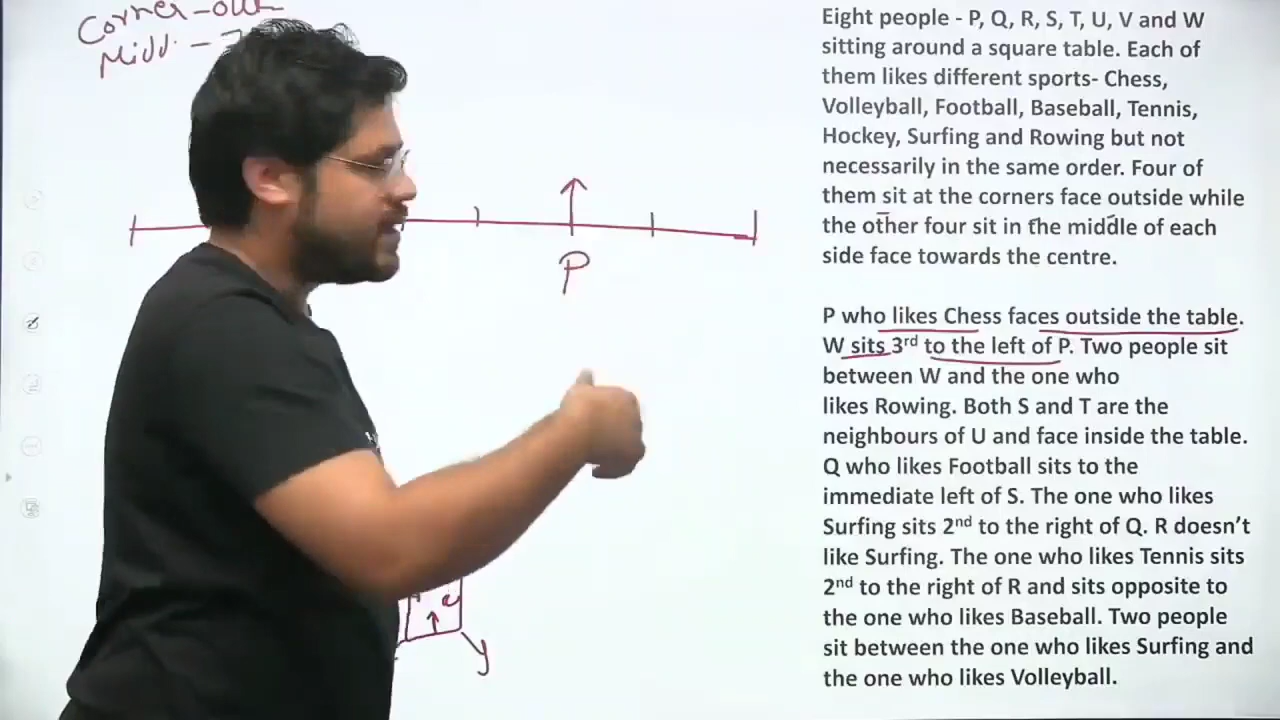 Corner - out
Midd. -
P
y
Eight people - P, Q, R, S, T, U, V and W
sitting around a square table. Each of
them likes different sports- Chess,
Volleyball, Football, Baseball, Tennis,
Hockey, Surfing and Rowing but not
necessarily in the same order. Four of
them sit at the corners face outside while
the other four sit in the middle of each
side face towards the centre.
P who likes Chess faces outside the table.
W sits 3rd to the left of P. Two people sit
between W and the one who
likes Rowing. Both S and T are the
neighbours of U and face inside the table.
Q who likes Football sits to the
immediate left of S. The one who likes
Surfing sits 2nd to the right of Q. R doesn't
like Surfing. The one who likes Tennis sits
2nd to the right of R and sits opposite to
the one who likes Baseball. Two people
sit between the one who likes Surfing and
the one who likes Volleyball.